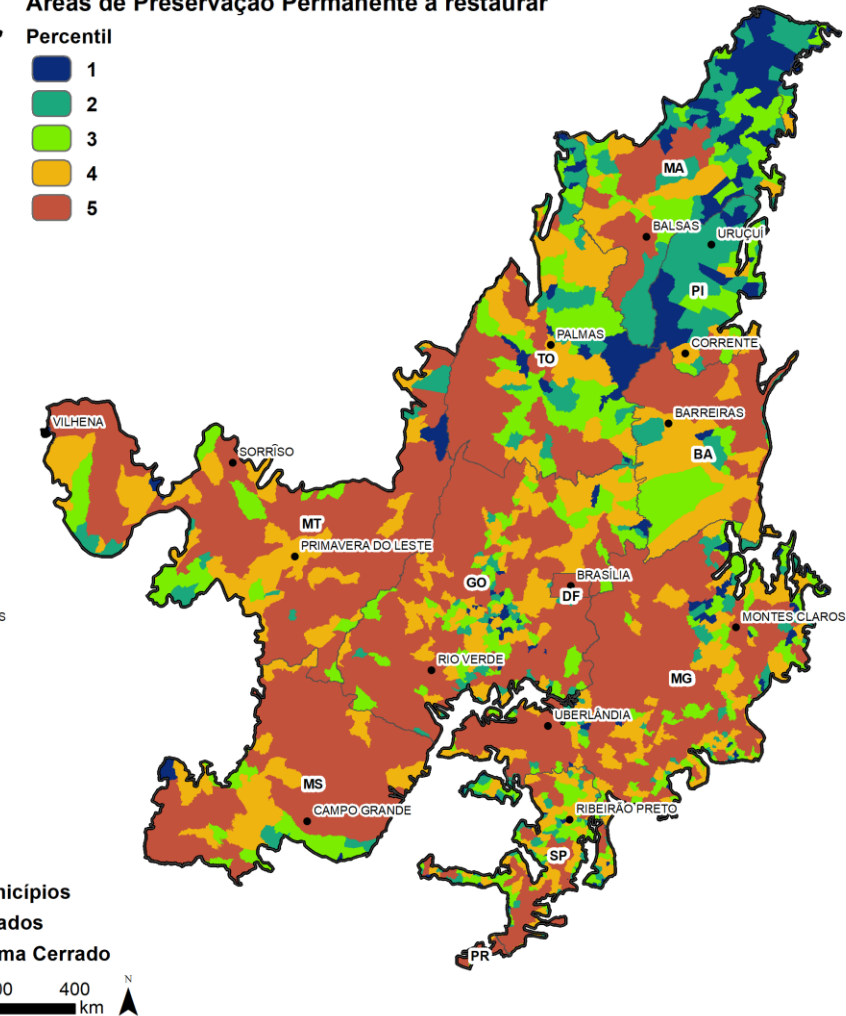 Áreas de Preservação Permanente a restaurar
Percentil
1
2
3
4
5
MA
BALSAS
URUÇUÍ
PI
PALMAS
TO
CORRENTE
VILHENA
BARREIRAS
SORRISO
BA
MT
PRIMAVERA DO LESTE
GO
BRASÍLIA
DF
MONTES CLAROS
RIO VERDE
MG
UBERLÂNDIA
MS
CAMPO GRANDE
RIBEIRÃO PRETO
SP
PR
400
km
N